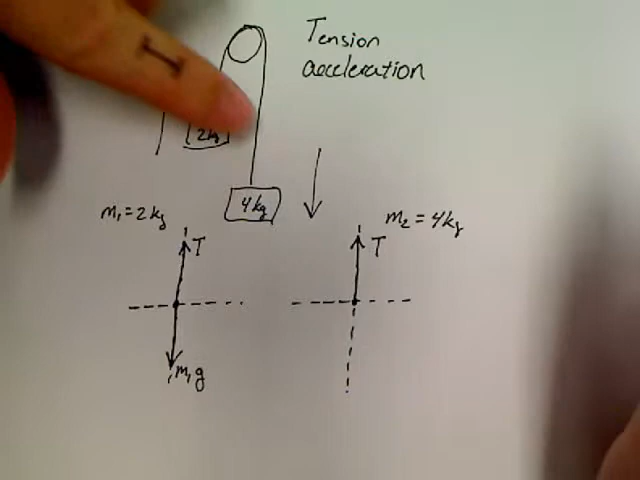 Tension
acceleration
2kg
4kg
m₁ = 2kg
m₂ = 4kg
T
T
m₁g